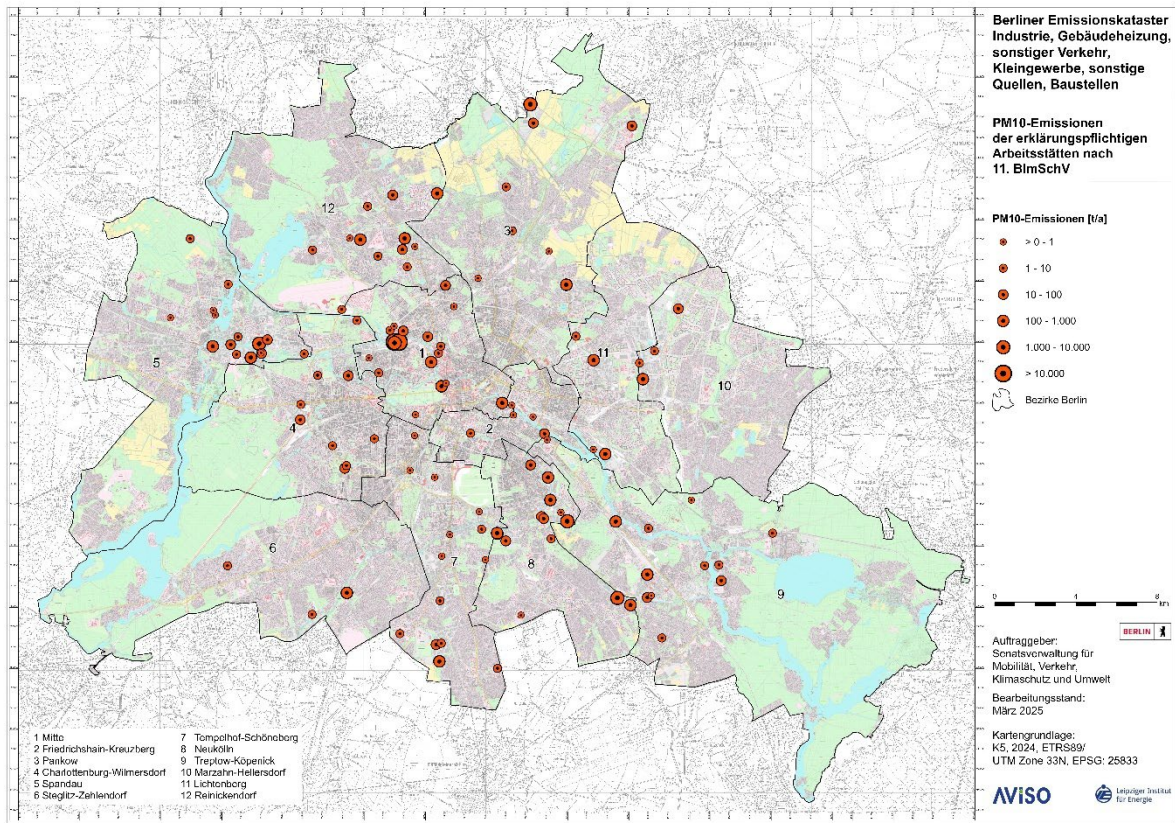 Berliner Emissionskataster
Industrie, Gebäudeheizung,
sonstiger Verkehr,
Kleingewerbe, sonstige
Quellen, Baustellen
PM10-Emissionen
der erklärungspflichtigen
Arbeitsstätten nach
11. BImSchV
PM10-Emissionen [t/a]
> 0 - 1
1 - 10
10 - 100
100 - 1.000
1.000 - 10.000
> 10.000
Bezirke Berlin
12
3
5
1
11
10
4
2
6
7
8
9
0 4 8
km
BERLIN
Auftraggeber:
Senatsverwaltung für
Mobilität, Verkehr,
Klimaschutz und Umwelt
Bearbeitungsstand:
März 2025
Kartengrundlage:
K5, 2024, ETRS89/
UTM Zone 33N, EPSG: 25833
AVISO
Leipziger Institut
für Energie
1 Mitte
2 Friedrichshain-Kreuzberg
3 Pankow
4 Charlottenburg-Wilmersdorf
5 Spandau
6 Steglitz-Zehlendorf
7 Tempelhof-Schöneberg
8 Neukölln
9 Treptow-Köpenick
10 Marzahn-Hellersdorf
11 Lichtenberg
12 Reinickendorf